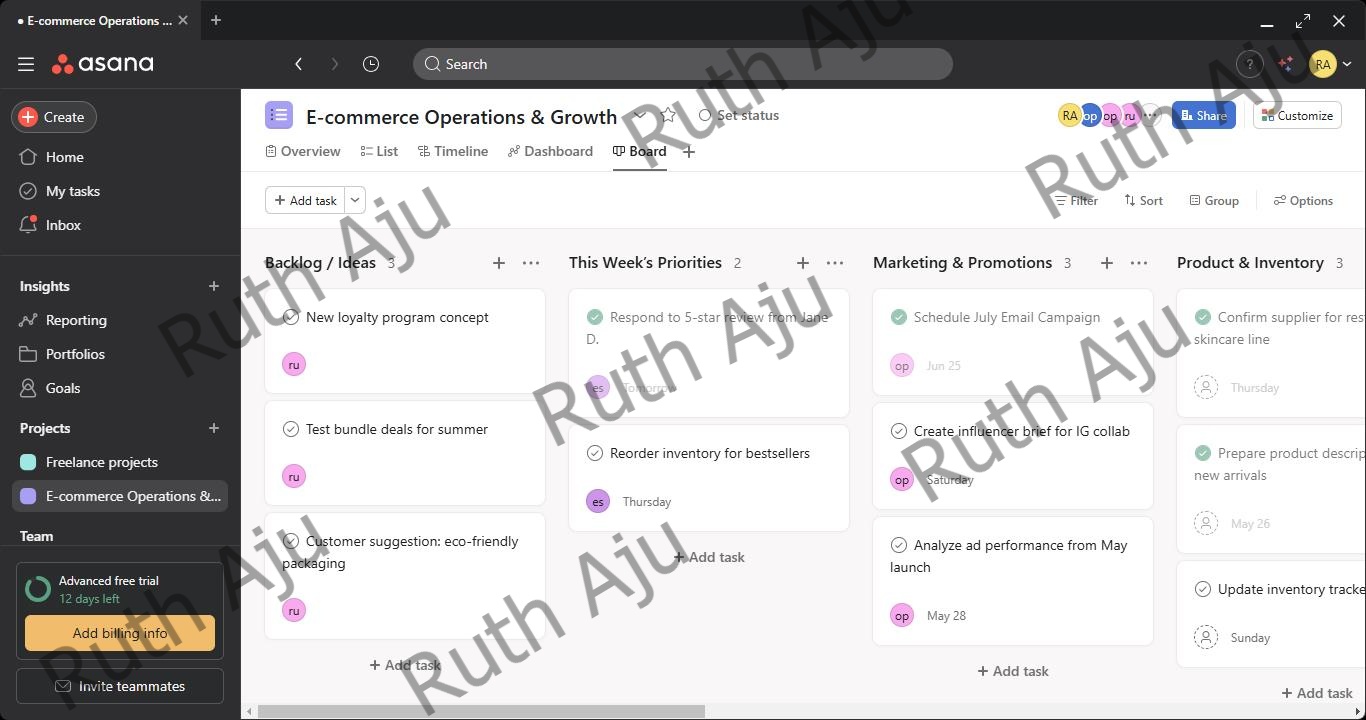 E-commerce Operations ...
asana
Search
?
RA
Create
Home
My tasks
Inbox
Insights
Reporting
Portfolios
Goals
Projects
Freelance projects
E-commerce Operations &...
Team
Advanced free trial
12 days left
Add billing info
Invite teammates
E-commerce Operations & Growth
Set status
RA op op ru ...
Share
Customize
Overview List Timeline Dashboard Board
Add task
Filter Sort Group Options
Backlog / Ideas 3
New loyalty program concept
ru
Test bundle deals for summer
ru
Customer suggestion: eco-friendly
packaging
ru
Add task
This Week's Priorities 2
Respond to 5-star review from Jane
D.
es Tomorrow
Reorder inventory for bestsellers
es Thursday
Add task
Marketing & Promotions 3
Schedule July Email Campaign
op Jun 25
Create influencer brief for IG collab
op Saturday
Analyze ad performance from May
launch
op May 28
Add task
Product & Inventory 3
Confirm supplier for res
skincare line
Thursday
Prepare product descrip
new arrivals
May 26
Update inventory tracke
Sunday
Add task
Ruth Aju
Ruth Aju
Ruth Aju
Ruth Aju
Ruth Aju
Ruth Aju
Ruth Aju